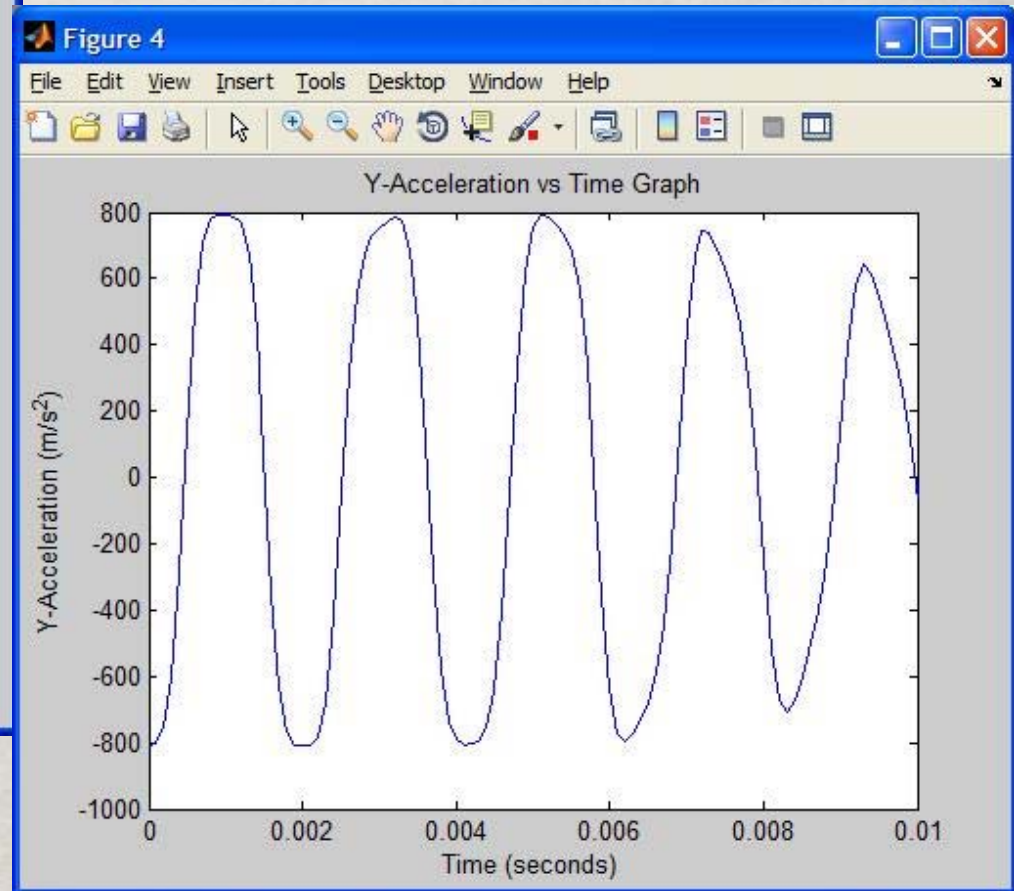 Figure 4
File Edit View Insert Tools Desktop Window Help
Y-Acceleration vs Time Graph
800
600
400
200
0
-200
-400
-600
-800
-1000
Y-Acceleration (m/s²)
0 0.002 0.004 0.006 0.008 0.01
Time (seconds)